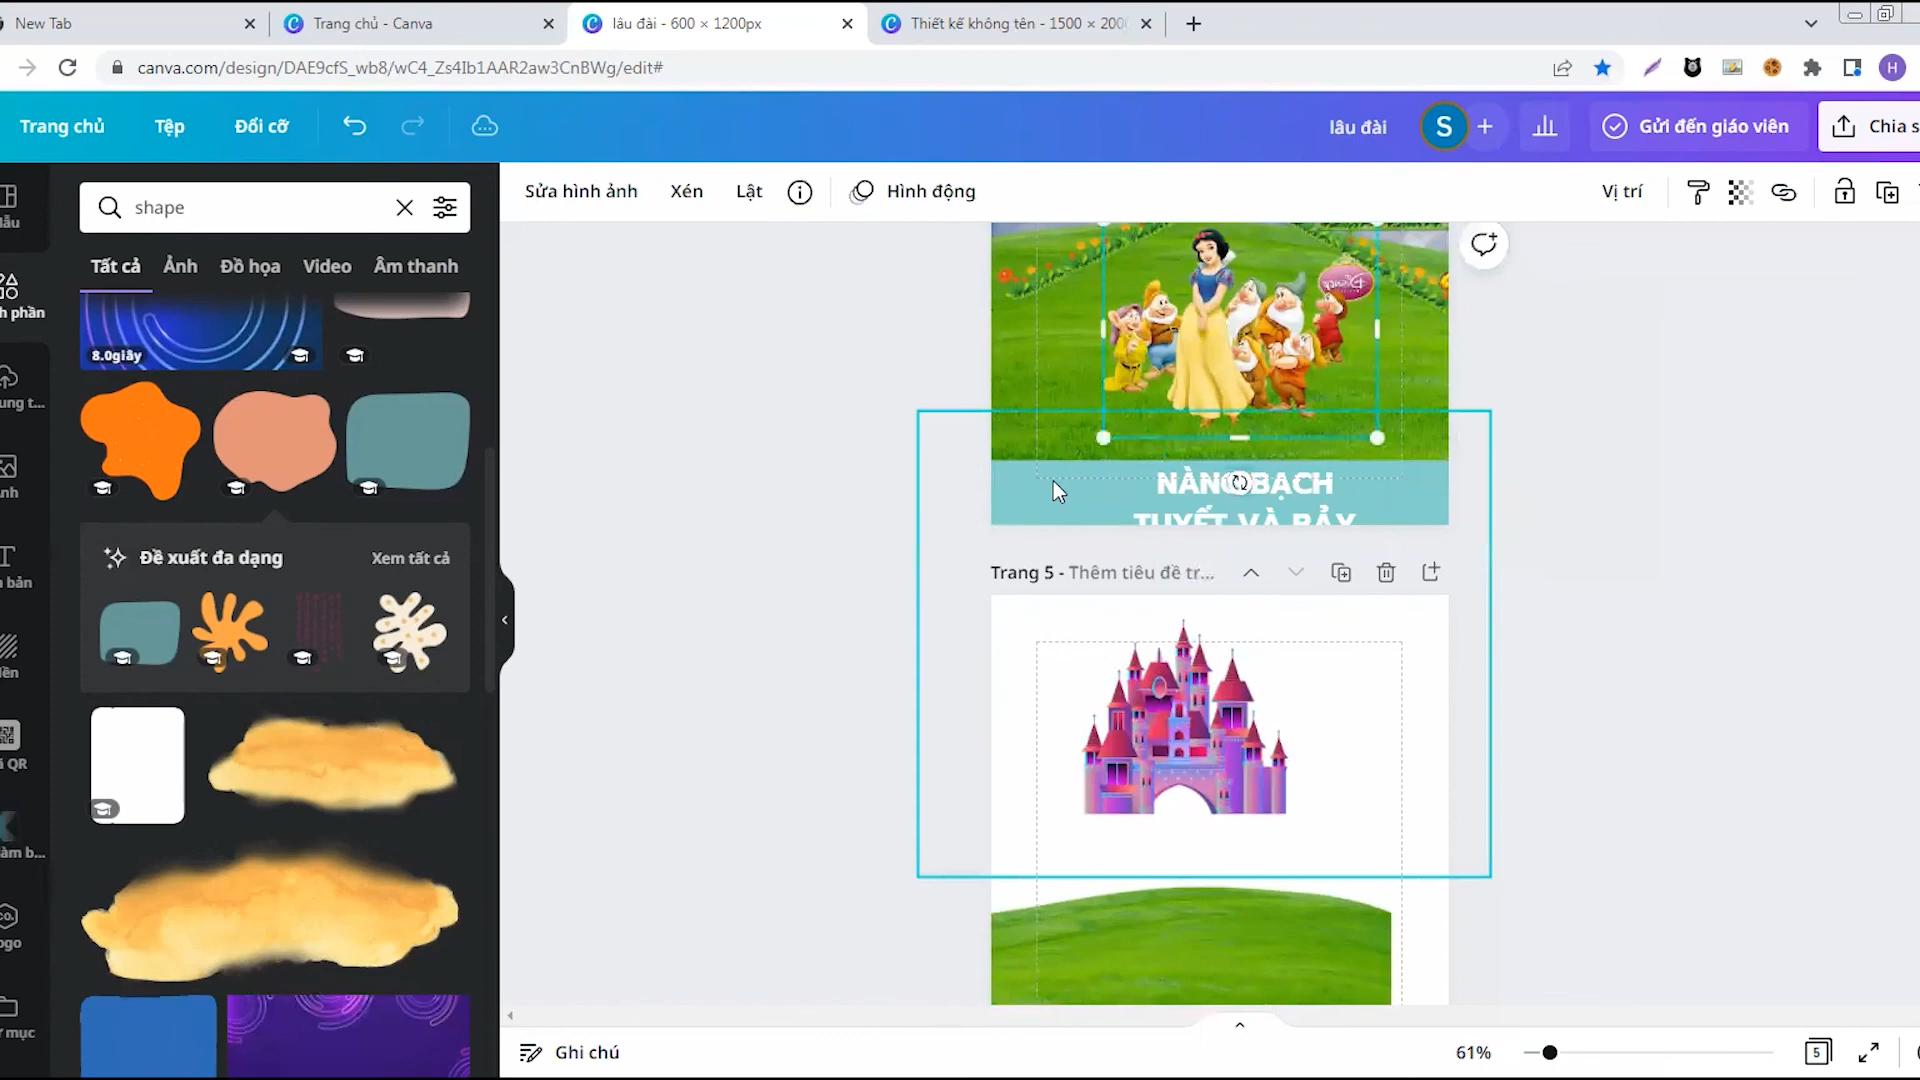 New Tab
Trang chủ - Canva
lâu đài - 600 × 1200px
Thiết kế không tên - 1500 × 200
canva.com/design/DAE9cfS_wb8/wC4_Zs4Ib1AAR2aw3CnBWg/edit#
H
Trang chủ
Tệp
Đổi cỡ
lâu đài
S
Gửi đến giáo viên
Chia s
shape
Sửa hình ảnh
Xén
Lật
Hình động
Vị trí
Tất cả
Ảnh
Đồ họa
Video
Âm thanh
8.0giây
Đề xuất đa dạng
Xem tất cả
Disney
BẠCH
TUYẾT VÀ BẢY
Trang 5 - Thêm tiêu đề tr...
h phần
QR
co.
Ghi chú
61%
5